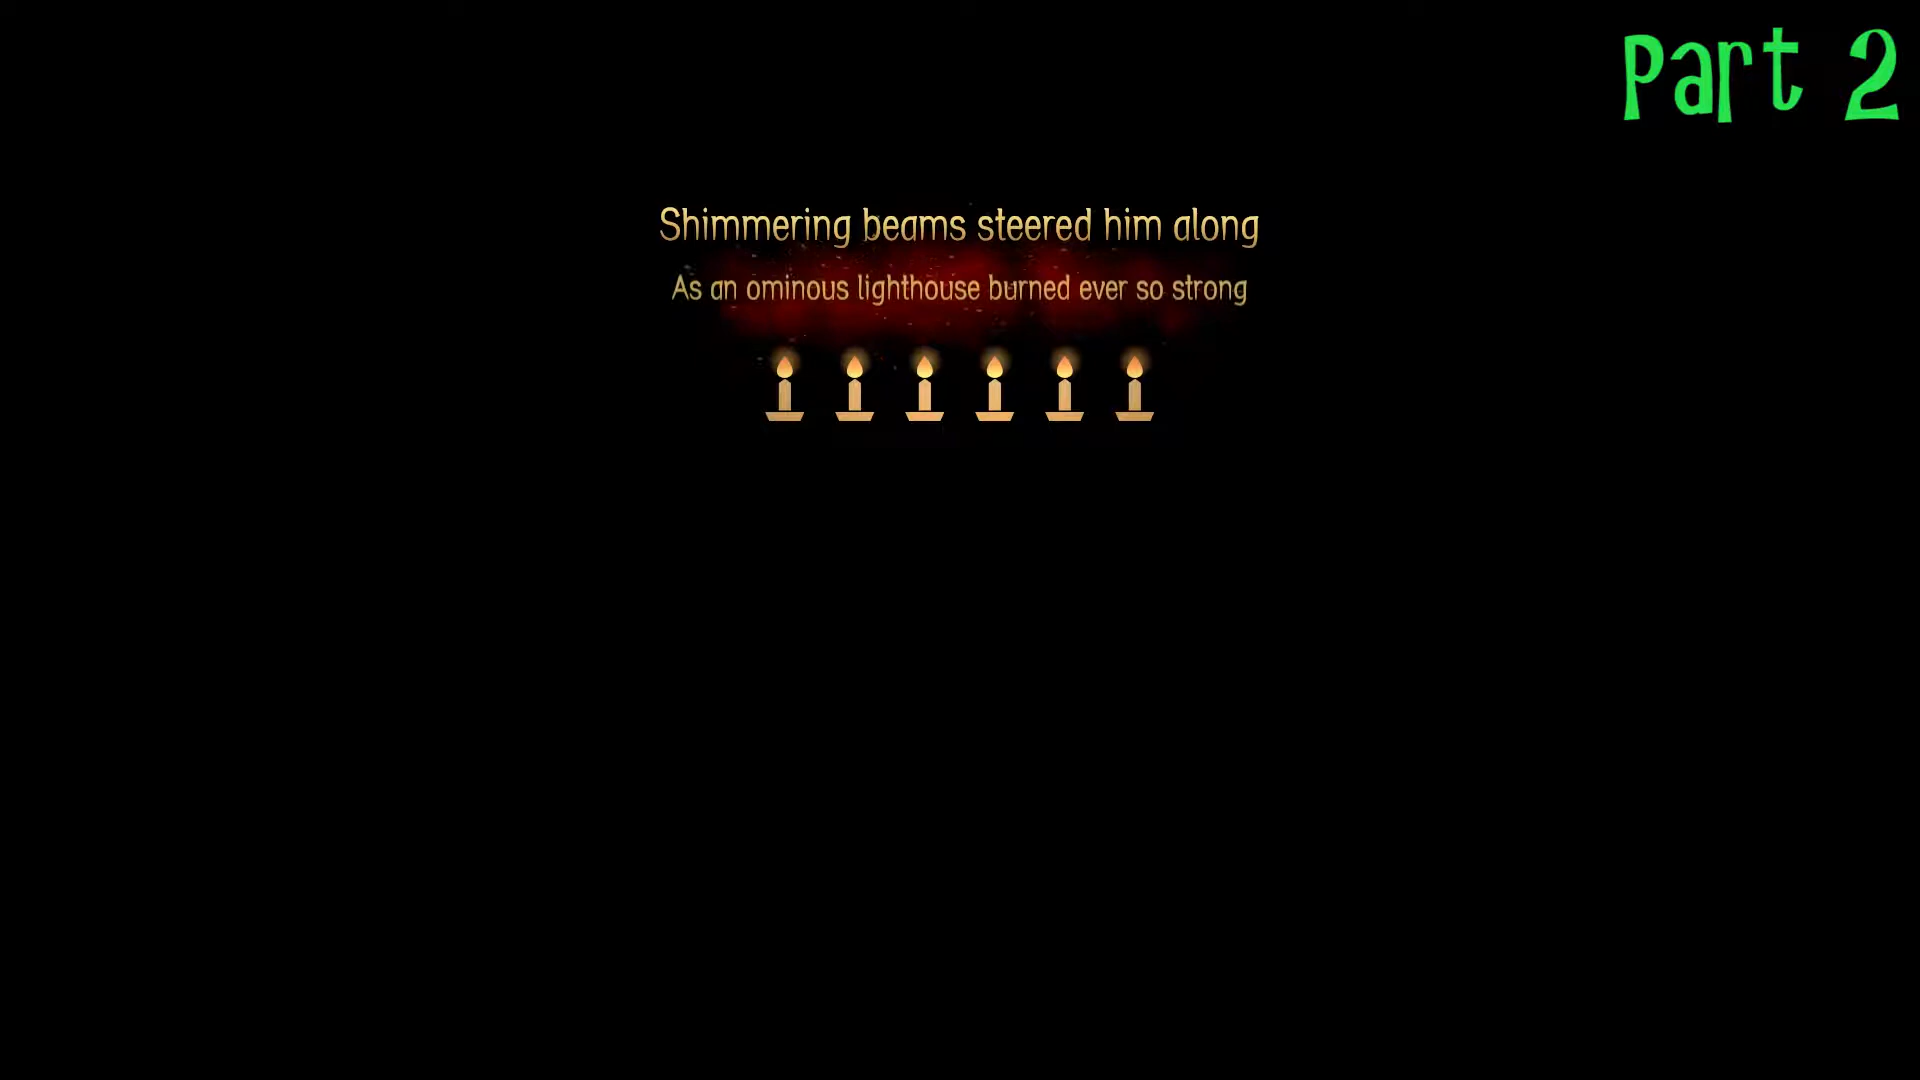 Part 2
Shimmering beams steered him along
As an ominous lighthouse burned ever so strong